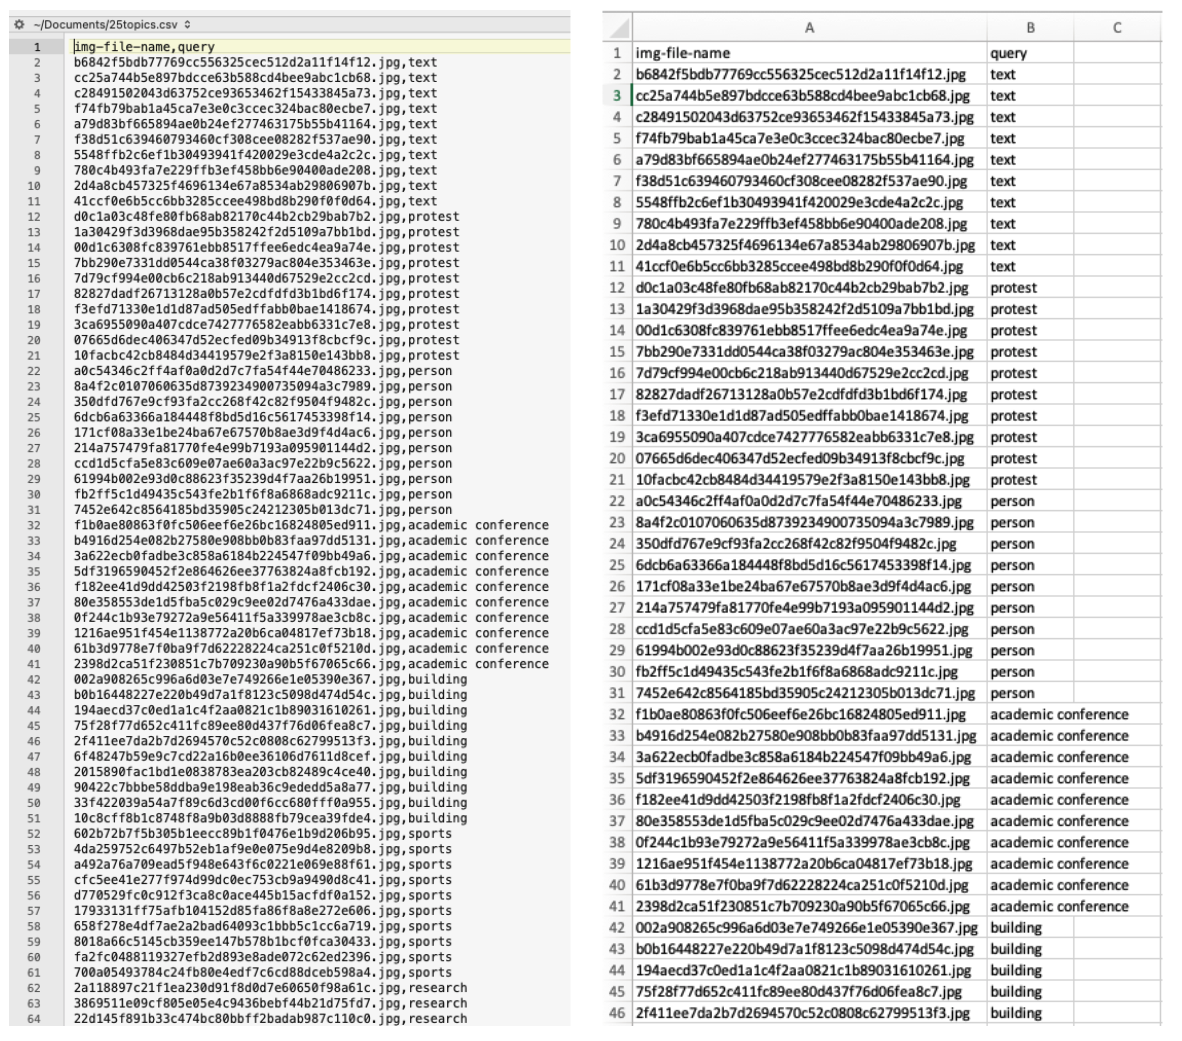 ~/Documents/25topics.csv
1 img-file-name,query
2 b6842f5bdb77769cc556325cec512d2a11f14f12.jpg,text
3 cc25a744b5e897bdcce63b588cd4bee9abc1cb68.jpg,text
4 c28491502043d63752ce93653462f15433845a73.jpg,text
5 f74fb79bab1a45ca7e3e0c3ccec324bac80ecbe7.jpg,text
6 a79d83bf665894ae0b24ef277463175b55b41164.jpg,text
7 f38d51c639460793460cf308cee08282f537ae90.jpg,text
8 5548ffb2c6ef1b30493941f420029e3cde4a2c2c.jpg,text
9 780c4b493fa7e229ffb3ef458bb6e90400ade208.jpg,text
10 2d4a8cb457325f4696134e67a8534ab29806907b.jpg,text
11 41ccf0e6b5cc6bb3285ccee498bd8b290f0f0d64.jpg,text
12 d0c1a03c48fe80fb68ab82170c44b2cb29bab7b2.jpg,protest
13 1a30429f3d3968dae95b358242f2d5109a7bb1bd.jpg,protest
14 00d1c6308fc839761ebb8517ffee6edc4ea9a74e.jpg,protest
15 7bb290e7331dd0544ca38f03279ac804e353463e.jpg,protest
16 7d79cf994e00cb6c218ab913440d67529e2cc2cd.jpg,protest
17 82827dadf26713128a0b57e2cdfdfd3b1bd6f174.jpg,protest
18 f3efd71330e1d1d87ad505edffabb0bae1418674.jpg,protest
19 3ca6955090a407cdce7427776582eabb6331c7e8.jpg,protest
20 07665d6dec406347d52ecfed09b34913f8cbcf9c.jpg,protest
21 10facbc42cb8484d34419579e2f3a8150e143bb8.jpg,protest
22 a0c54346c2ff4af0a0d2d7c7fa54f44e70486233.jpg,person
23 8a4f2c0107060635d8739234900735094a3c7989.jpg,person
24 350dfd767e9cf93fa2cc268f42c82f9504f9482c.jpg,person
25 6dcb6a63366a184448f8bd5d16c5617453398f14.jpg,person
26 171cf08a33e1be24ba67e67570b8ae3d9f4d4ac6.jpg,person
27 214a757479fa81770fe4e99b7193a095901144d2.jpg,person
28 ccd1d5cfa5e83c609e07ae60a3ac97e22b9c5622.jpg,person
29 61994b002e93d0c88623f35239d4f7aa26b19951.jpg,person
30 fb2ff5c1d49435c543fe2b1f6f8a6868adc9211c.jpg,person
31 7452e642c8564185bd35905c24212305b013dc71.jpg,person
32 f1b0ae80863f0fc506eef6e26bc16824805ed911.jpg,academic conference
33 b4916d254e082b27580e908bb0b83faa97dd5131.jpg,academic conference
34 3a622ecb0fadbe3c858a6184b224547f09bb49a6.jpg,academic conference
35 5df3196590452f2e864626ee37763824a8fcb192.jpg,academic conference
36 f182ee41d9dd42503f2198fb8f1a2fdcf2406c30.jpg,academic conference
37 80e358553de1d5fba5c029c9ee02d7476a433dae.jpg,academic conference
38 0f244c1b93e79272a9e56411f5a339978ae3cb8c.jpg,academic conference
39 1216ae951f454e1138772a20b6ca04817ef73b18.jpg,academic conference
40 61b3d9778e7f0ba9f7d62228224ca251c0f5210d.jpg,academic conference
41 2398d2ca51f230851c7b709230a90b5f67065c66.jpg,academic conference
42 002a908265c996a6d03e7e749266e1e05390e367.jpg,building
43 b0b16448227e220b49d7a1f8123c5098d474d54c.jpg,building
44 194aecd37c0ed1a1c4f2aa0821c1b89031610261.jpg,building
45 75f28f77d652c411fc89ee80d437f76d06fea8c7.jpg,building
46 2f411ee7da2b7d2694570c52c0808c62799513f3.jpg,building
47 6f48247b59e9c7cd22a16b0ee36106d7611d8cef.jpg,building
48 2015890fac1bd1e0838783ea203cb82489c4ce40.jpg,building
49 90422c7bbbe58ddba9e198eab36c9ededd5a8a77.jpg,building
50 33f422039a54a7f89c6d3cd00f6cc680fff0a955.jpg,building
51 10c8cff8b1c8748f8a9b03d8888fb79cea39fde4.jpg,building
52 602b72b7f5b305b1eecc89b1f0476e1b9d206b95.jpg,sports
53 4da259752c6497b52eb1af9e0e075e9d4e8209b8.jpg,sports
54 a492a76a709ead5f948e643f6c0221e069e88f61.jpg,sports
55 cfc5ee41e277f974d99dc0ec753cb9a9490d8c41.jpg,sports
56 d770529fc0c912f3ca8c0ace445b15acfdf0a152.jpg,sports
57 17933131ff75afb104152d85fa86f8a8e272e606.jpg,sports
58 658f278e4df7ae2a2bad64093c1bbb5c1cc6a719.jpg,sports
59 8018a66c5145cb359ee147b578b1bcf0fca30433.jpg,sports
60 fa2fc0488119327efb2d893e8ade072c62ed2396.jpg,sports
61 700a05493784c24fb80e4edf7c6cd88dceb598a4.jpg,sports
62 2a118897c21f1ea230d91f8d0d7e60650f98a61c.jpg,research
63 3869511e09cf805e05e4c9436bebf44b21d75fd7.jpg,research
64 22d145f891b33c474bc80bbff2badab987c110c0.jpg,research
A B C
1 img-file-name query
2 b6842f5bdb77769cc556325cec512d2a11f14f12.jpg text
3 cc25a744b5e897bdcce63b588cd4bee9abc1cb68.jpg text
4 c28491502043d63752ce93653462f15433845a73.jpg text
5 f74fb79bab1a45ca7e3e0c3ccec324bac80ecbe7.jpg text
6 a79d83bf665894ae0b24ef277463175b55b41164.jpg text
7 f38d51c639460793460cf308cee08282f537ae90.jpg text
8 5548ffb2c6ef1b30493941f420029e3cde4a2c2c.jpg text
9 780c4b493fa7e229ffb3ef458bb6e90400ade208.jpg text
10 2d4a8cb457325f4696134e67a8534ab29806907b.jpg text
11 41ccf0e6b5cc6bb3285ccee498bd8b290f0f0d64.jpg text
12 d0c1a03c48fe80fb68ab82170c44b2cb29bab7b2.jpg protest
13 1a30429f3d3968dae95b358242f2d5109a7bb1bd.jpg protest
14 00d1c6308fc839761ebb8517ffee6edc4ea9a74e.jpg protest
15 7bb290e7331dd0544ca38f03279ac804e353463e.jpg protest
16 7d79cf994e00cb6c218ab913440d67529e2cc2cd.jpg protest
17 82827dadf26713128a0b57e2cdfdfd3b1bd6f174.jpg protest
18 f3efd71330e1d1d87ad505edffabb0bae1418674.jpg protest
19 3ca6955090a407cdce7427776582eabb6331c7e8.jpg protest
20 07665d6dec406347d52ecfed09b34913f8cbcf9c.jpg protest
21 10facbc42cb8484d34419579e2f3a8150e143bb8.jpg protest
22 a0c54346c2ff4af0a0d2d7c7fa54f44e70486233.jpg person
23 8a4f2c0107060635d8739234900735094a3c7989.jpg person
24 350dfd767e9cf93fa2cc268f42c82f9504f9482c.jpg person
25 6dcb6a63366a184448f8bd5d16c5617453398f14.jpg person
26 171cf08a33e1be24ba67e67570b8ae3d9f4d4ac6.jpg person
27 214a757479fa81770fe4e99b7193a095901144d2.jpg person
28 ccd1d5cfa5e83c609e07ae60a3ac97e22b9c5622.jpg person
29 61994b002e93d0c88623f35239d4f7aa26b19951.jpg person
30 fb2ff5c1d49435c543fe2b1f6f8a6868adc9211c.jpg person
31 7452e642c8564185bd35905c24212305b013dc71.jpg person
32 f1b0ae80863f0fc506eef6e26bc16824805ed911.jpg academic conference
33 b4916d254e082b27580e908bb0b83faa97dd5131.jpg academic conference
34 3a622ecb0fadbe3c858a6184b224547f09bb49a6.jpg academic conference
35 5df3196590452f2e864626ee37763824a8fcb192.jpg academic conference
36 f182ee41d9dd42503f2198fb8f1a2fdcf2406c30.jpg academic conference
37 80e358553de1d5fba5c029c9ee02d7476a433dae.jpg academic conference
38 0f244c1b93e79272a9e56411f5a339978ae3cb8c.jpg academic conference
39 1216ae951f454e1138772a20b6ca04817ef73b18.jpg academic conference
40 61b3d9778e7f0ba9f7d62228224ca251c0f5210d.jpg academic conference
41 2398d2ca51f230851c7b709230a90b5f67065c66.jpg academic conference
42 002a908265c996a6d03e7e749266e1e05390e367.jpg building
43 b0b16448227e220b49d7a1f8123c5098d474d54c.jpg building
44 194aecd37c0ed1a1c4f2aa0821c1b89031610261.jpg building
45 75f28f77d652c411fc89ee80d437f76d06fea8c7.jpg building
46 2f411ee7da2b7d2694570c52c0808c62799513f3.jpg building